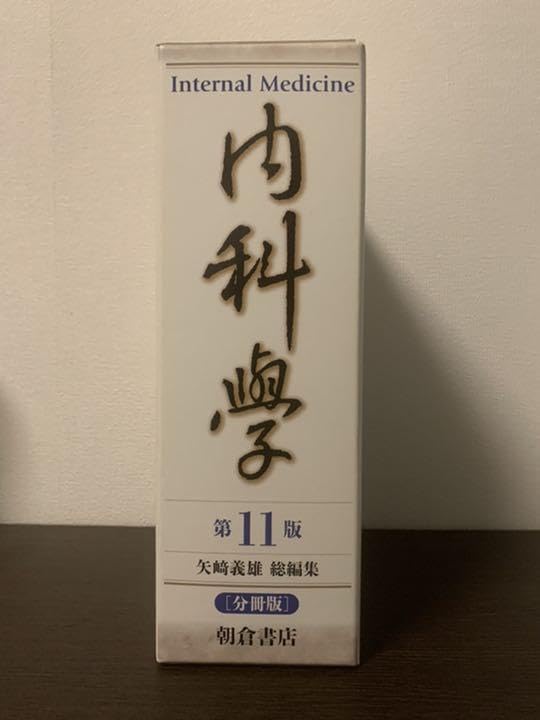 Internal Medicine
内科學
第11版
矢﨑義雄 総編集
[分冊版]
朝倉書店